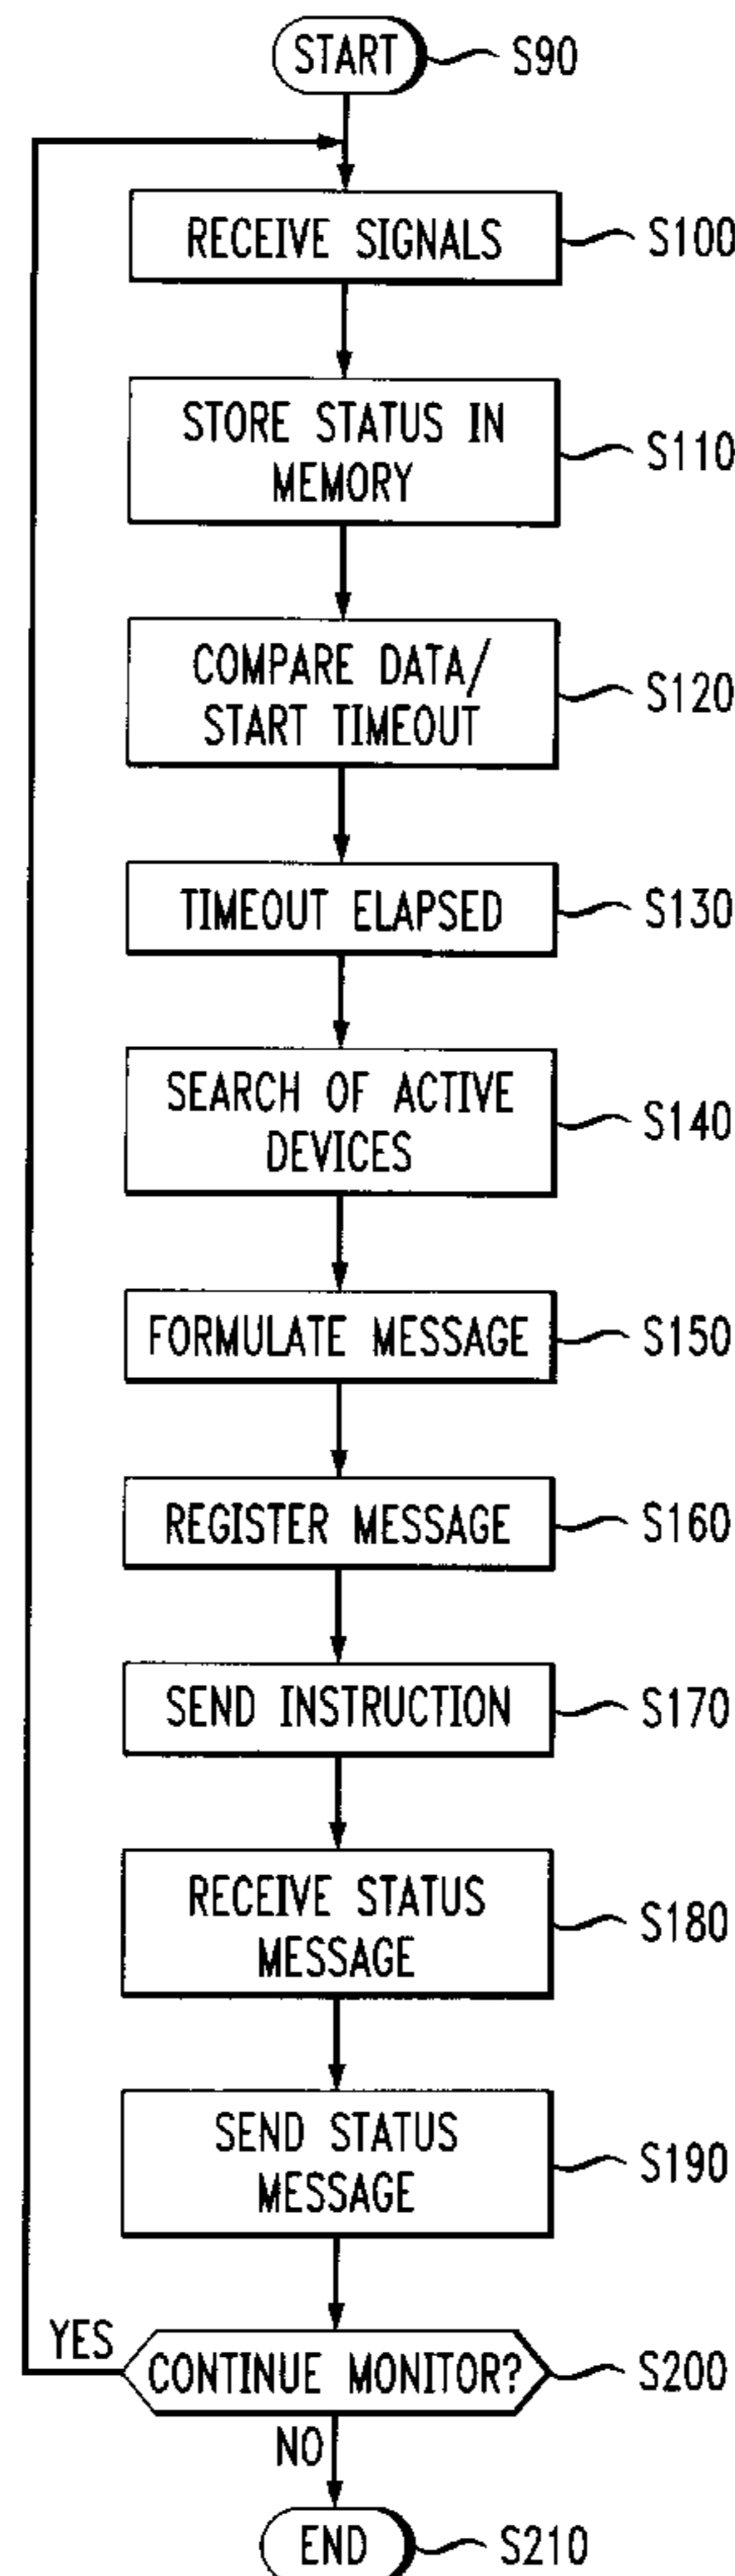 START S90
RECEIVE SIGNALS S100
STORE STATUS IN
MEMORY S110
COMPARE DATA/
START TIMEOUT S120
TIMEOUT ELAPSED S130
SEARCH OF ACTIVE
DEVICES S140
FORMULATE MESSAGE S150
REGISTER MESSAGE S160
SEND INSTRUCTION S170
RECEIVE STATUS
MESSAGE S180
SEND STATUS
MESSAGE S190
YES
CONTINUE MONITOR? S200
NO
END S210